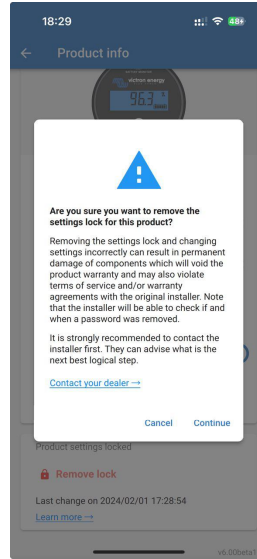 18:29
48
Product info
victron energy
96.3
Are you sure you want to remove the
settings lock for this product?
Removing the settings lock and changing
settings incorrectly can result in permanent
damage of components which will void the
product warranty and may also violate
terms of service and/or warranty
agreements with the original installer. Note
that the installer will be able to check if and
when a password was removed.
It is strongly recommended to contact the
installer first. They can advise what is the
next best logical step.
Contact your dealer →
Cancel Continue
Product settings locked
Remove lock
Last change on 2024/02/01 17:28:54
Learn more →
v6.00beta1